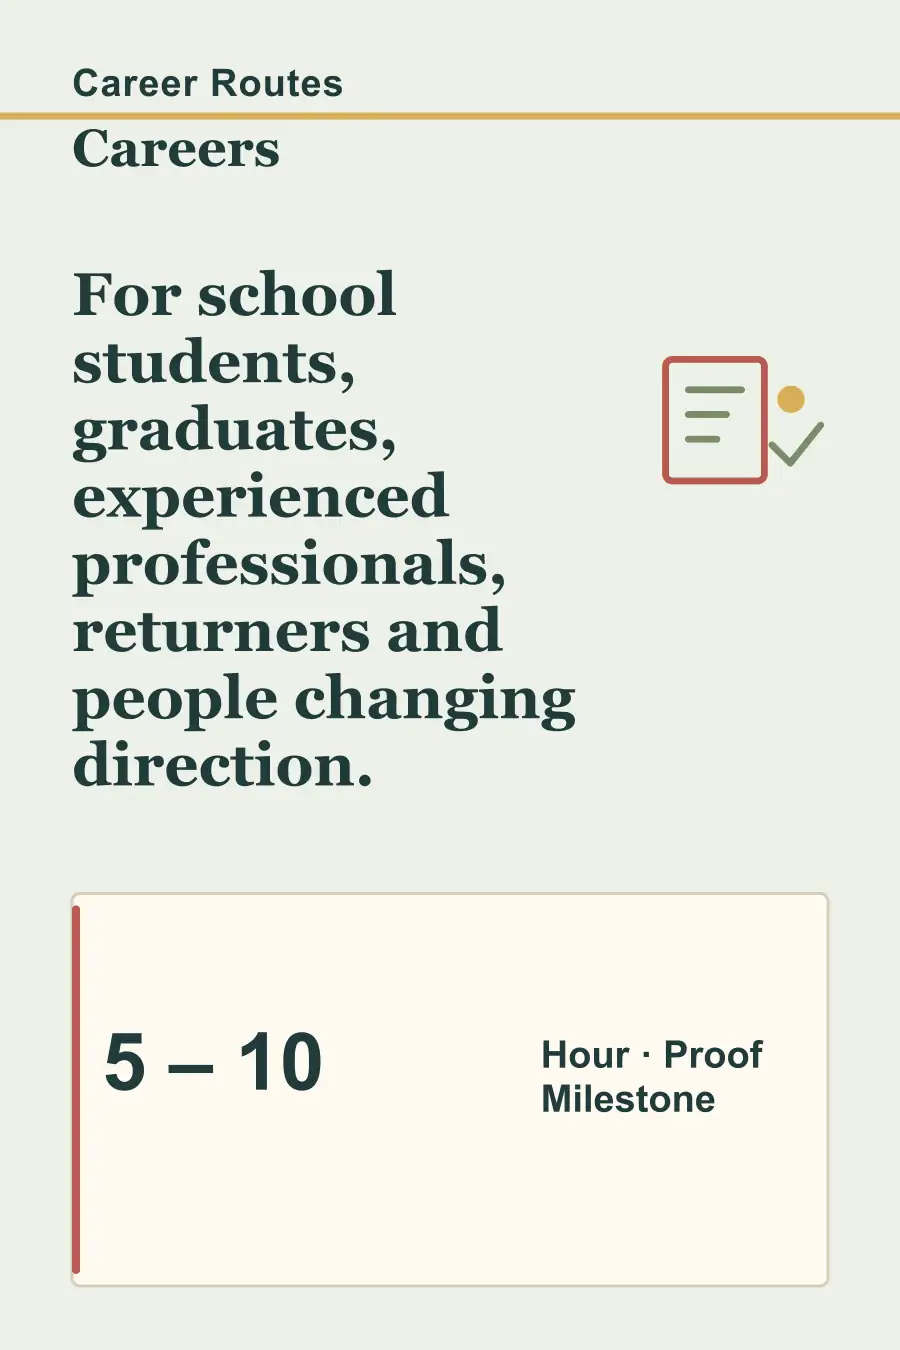 Career Routes
Careers
For school
students,
graduates,
experienced
professionals,
returners and
people changing
direction.
5 – 10
Hour · Proof
Milestone